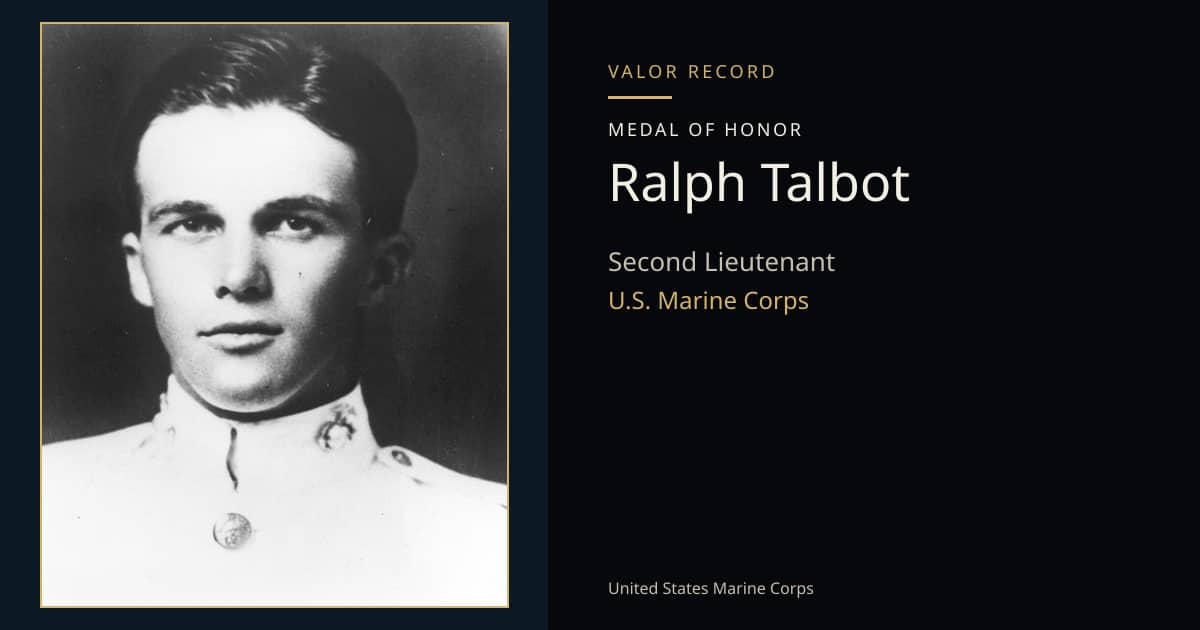 VALOR RECORD
MEDAL OF HONOR
Ralph Talbot
Second Lieutenant
U.S. Marine Corps
United States Marine Corps